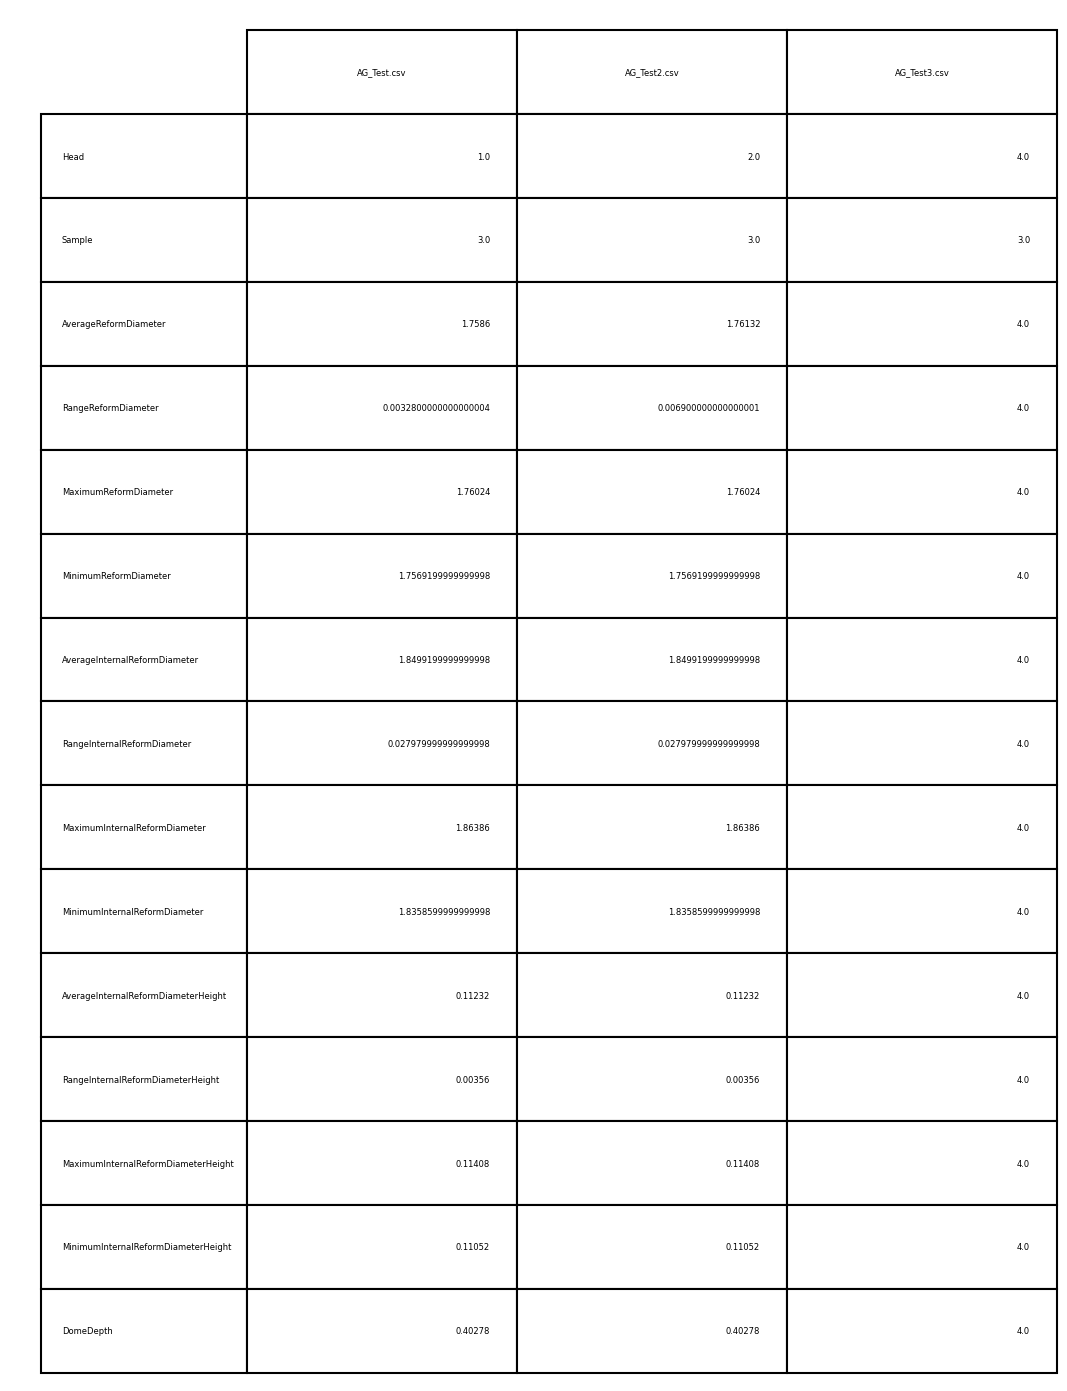 AG_Test.csv AG_Test2.csv AG_Test3.csv
Head 1.0 2.0 4.0
Sample 3.0 3.0 3.0
AverageReformDiameter 1.7586 1.76132 4.0
RangeReformDiameter 0.0032800000000000004 0.006900000000000001 4.0
MaximumReformDiameter 1.76024 1.76024 4.0
MinimumReformDiameter 1.7569199999999998 1.7569199999999998 4.0
AverageInternalReformDiameter 1.8499199999999998 1.8499199999999998 4.0
RangeInternalReformDiameter 0.027979999999999998 0.027979999999999998 4.0
MaximumInternalReformDiameter 1.86386 1.86386 4.0
MinimumInternalReformDiameter 1.8358599999999998 1.8358599999999998 4.0
AverageInternalReformDiameterHeight 0.11232 0.11232 4.0
RangeInternalReformDiameterHeight 0.00356 0.00356 4.0
MaximumInternalReformDiameterHeight 0.11408 0.11408 4.0
MinimumInternalReformDiameterHeight 0.11052 0.11052 4.0
DomeDepth 0.40278 0.40278 4.0